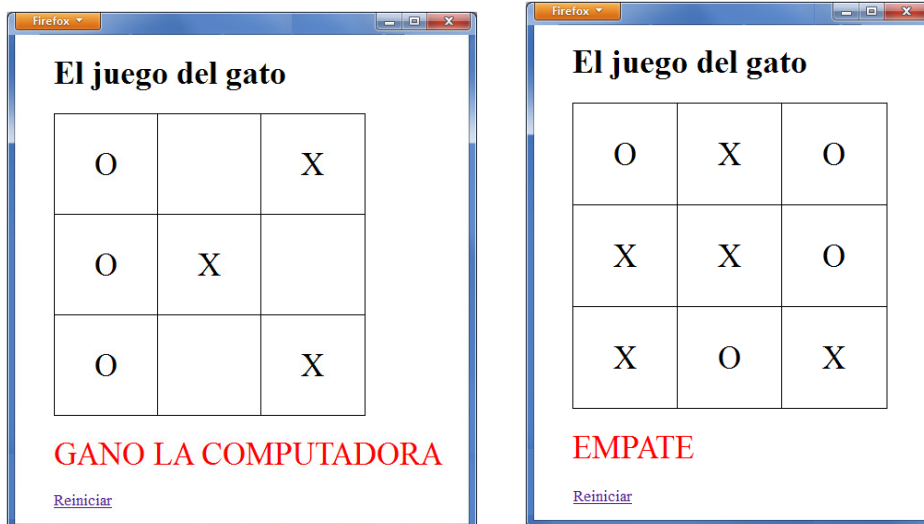 Firefox
El juego del gato
O X
O X
O X
GANO LA COMPUTADORA
Reiniciar
Firefox
El juego del gato
O X O
X X O
X O X
EMPATE
Reiniciar